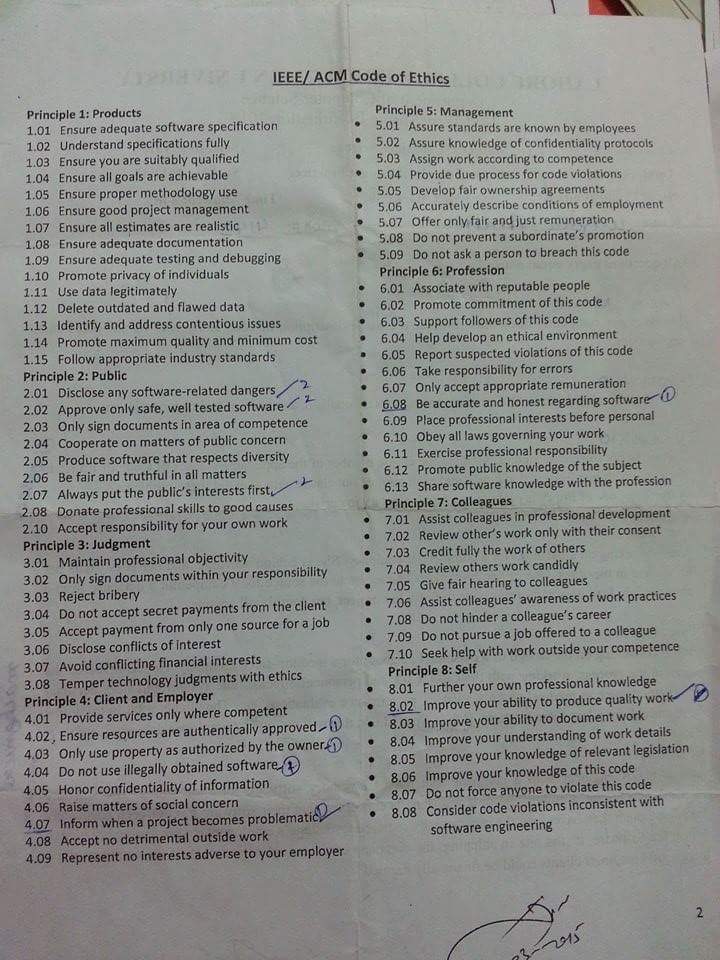 IEEE/ ACM Code of Ethics
Principle 1: Products
1.01 Ensure adequate software specification
1.02 Understand specifications fully
1.03 Ensure you are suitably qualified
1.04 Ensure all goals are achievable
1.05 Ensure proper methodology use
1.06 Ensure good project management
1.07 Ensure all estimates are realistic
1.08 Ensure adequate documentation
1.09 Ensure adequate testing and debugging
1.10 Promote privacy of individuals
1.11 Use data legitimately
1.12 Delete outdated and flawed data
1.13 Identify and address contentious issues
1.14 Promote maximum quality and minimum cost
1.15 Follow appropriate industry standards
Principle 2: Public
2.01 Disclose any software-related dangers 2
2.02 Approve only safe, well tested software 2
2.03 Only sign documents in area of competence
2.04 Cooperate on matters of public concern
2.05 Produce software that respects diversity
2.06 Be fair and truthful in all matters
2.07 Always put the public's interests first 2
2.08 Donate professional skills to good causes
2.10 Accept responsibility for your own work
Principle 3: Judgment
3.01 Maintain professional objectivity
3.02 Only sign documents within your responsibility
3.03 Reject bribery
3.04 Do not accept secret payments from the client
3.05 Accept payment from only one source for a job
3.06 Disclose conflicts of interest
3.07 Avoid conflicting financial interests
3.08 Temper technology judgments with ethics
Principle 4: Client and Employer
4.01 Provide services only where competent
4.02 Ensure resources are authentically approved 1
4.03 Only use property as authorized by the owner 1
4.04 Do not use illegally obtained software
4.05 Honor confidentiality of information
4.06 Raise matters of social concern
4.07 Inform when a project becomes problematic
4.08 Accept no detrimental outside work
4.09 Represent no interests adverse to your employer
Principle 5: Management
• 5.01 Assure standards are known by employees
• 5.02 Assure knowledge of confidentiality protocols
• 5.03 Assign work according to competence
• 5.04 Provide due process for code violations
• 5.05 Develop fair ownership agreements
• 5.06 Accurately describe conditions of employment
• 5.07 Offer only fair and just remuneration
• 5.08 Do not prevent a subordinate's promotion
• 5.09 Do not ask a person to breach this code
Principle 6: Profession
• 6.01 Associate with reputable people
• 6.02 Promote commitment of this code
• 6.03 Support followers of this code
• 6.04 Help develop an ethical environment
• 6.05 Report suspected violations of this code
• 6.06 Take responsibility for errors
• 6.07 Only accept appropriate remuneration
• 6.08 Be accurate and honest regarding software 1
• 6.09 Place professional interests before personal
• 6.10 Obey all laws governing your work
• 6.11 Exercise professional responsibility
• 6.12 Promote public knowledge of the subject
• 6.13 Share software knowledge with the profession
Principle 7: Colleagues
• 7.01 Assist colleagues in professional development
• 7.02 Review other's work only with their consent
• 7.03 Credit fully the work of others
• 7.04 Review others work candidly
• 7.05 Give fair hearing to colleagues
• 7.06 Assist colleagues' awareness of work practices
• 7.08 Do not hinder a colleague's career
• 7.09 Do not pursue a job offered to a colleague
• 7.10 Seek help with work outside your competence
Principle 8: Self
• 8.01 Further your own professional knowledge
• 8.02 Improve your ability to produce quality work
• 8.03 Improve your ability to document work
• 8.04 Improve your understanding of work details
• 8.05 Improve your knowledge of relevant legislation
• 8.06 Improve your knowledge of this code
• 8.07 Do not force anyone to violate this code
• 8.08 Consider code violations inconsistent with
software engineering
2